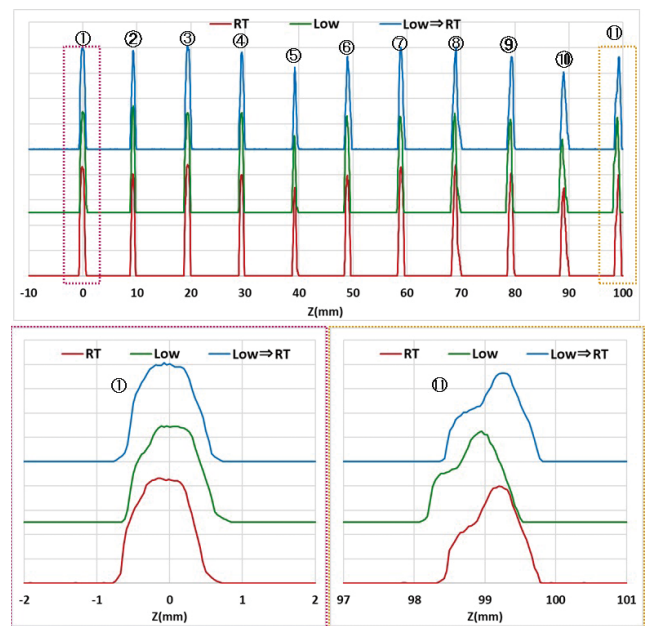 RT Low Low⇒RT
① ② ③ ④ ⑤ ⑥ ⑦ ⑧ ⑨ ⑩ ⑪
-10 0 10 20 30 40 50 60 70 80 90 100
Z(mm)
RT Low Low⇒RT
①
-2 -1 0 1 2
Z(mm)
RT Low Low⇒RT
⑪
97 98 99 100 101
Z(mm)